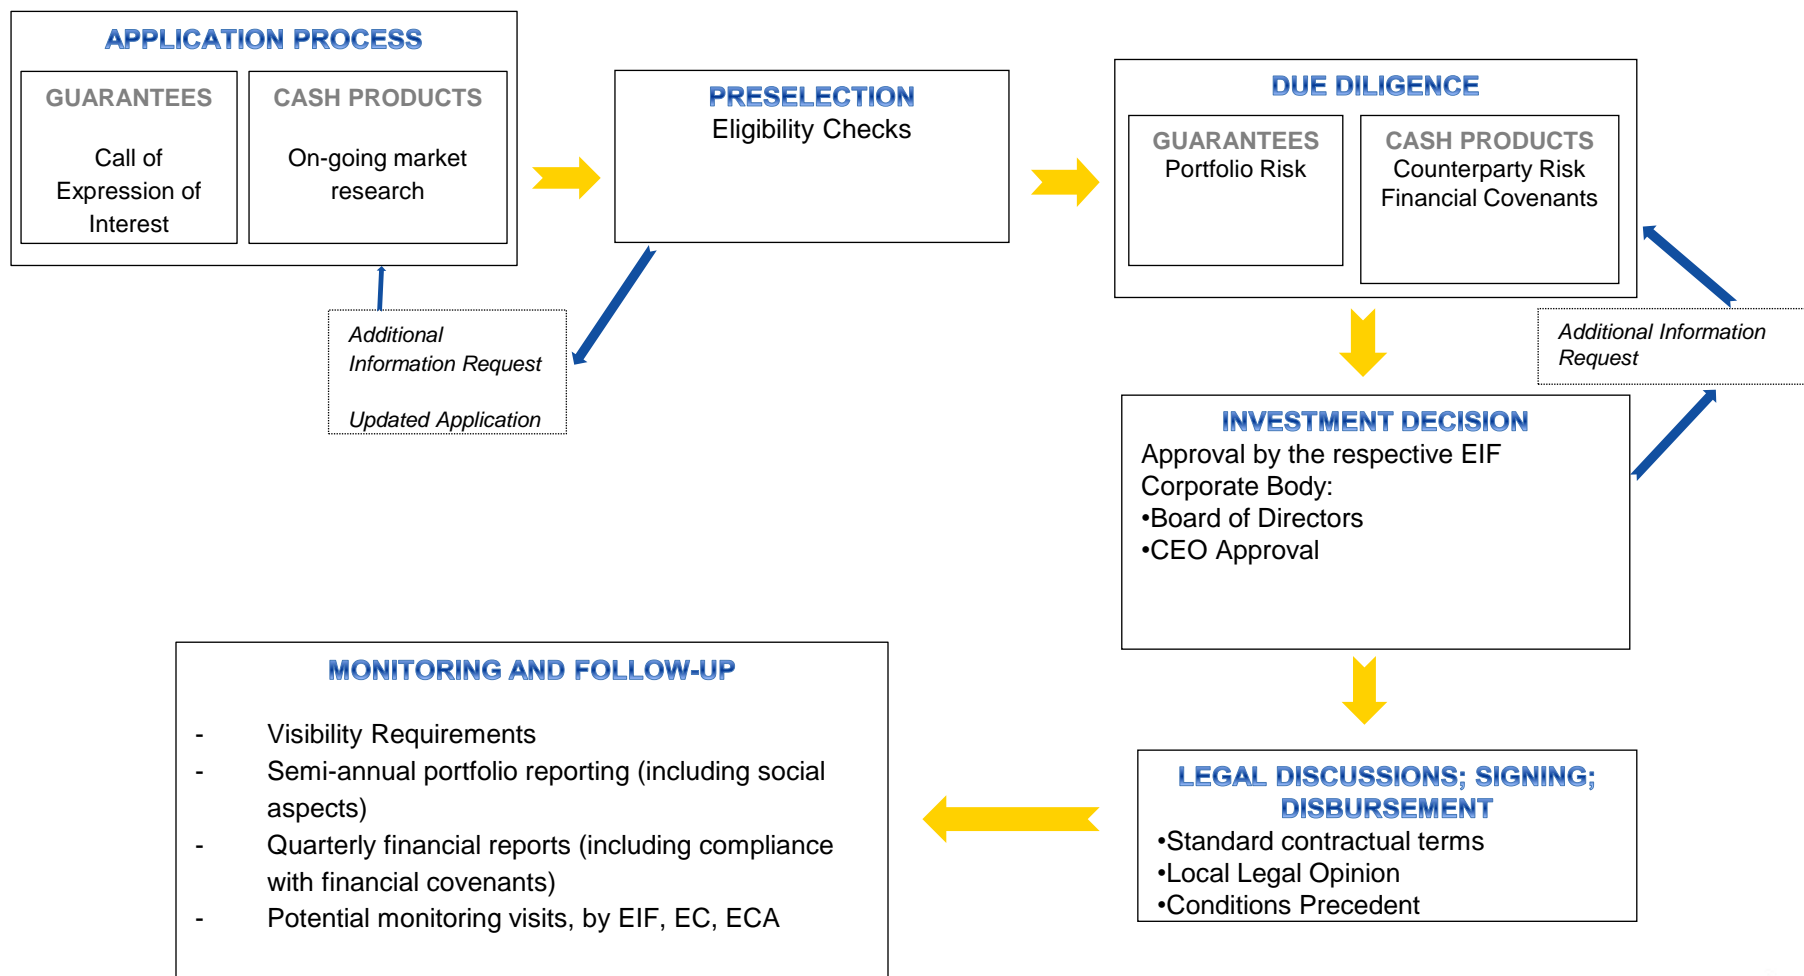 APPLICATION PROCESS
GUARANTEES
Call of
Expression of
Interest
CASH PRODUCTS
On-going market
research
PRESELECTION
Eligibility Checks
DUE DILIGENCE
GUARANTEES
Portfolio Risk
CASH PRODUCTS
Counterparty Risk
Financial Covenants
Additional
Information Request
Updated Application
Additional Information
Request
INVESTMENT DECISION
Approval by the respective EIF
Corporate Body:
•Board of Directors
•CEO Approval
LEGAL DISCUSSIONS; SIGNING;
DISBURSEMENT
•Standard contractual terms
•Local Legal Opinion
•Conditions Precedent
MONITORING AND FOLLOW-UP
- Visibility Requirements
- Semi-annual portfolio reporting (including social
aspects)
- Quarterly financial reports (including compliance
with financial covenants)
- Potential monitoring visits, by EIF, EC, ECA